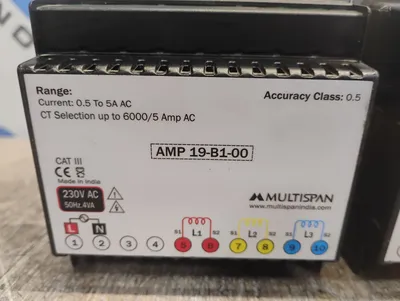 Range:
Current: 0.5 To 5A AC
CT Selection up to 6000/5 Amp AC
Accuracy Class: 0.5
AMP 19-B1-00
CAT III
CE Made in India
230V AC
50Hz.4VA
MULTISPAN
www.multispanindia.com
L N S1 L1 S2 S1 L2 S2 S1 L3 S2
1 2 3 4 5 6 7 8 9 10